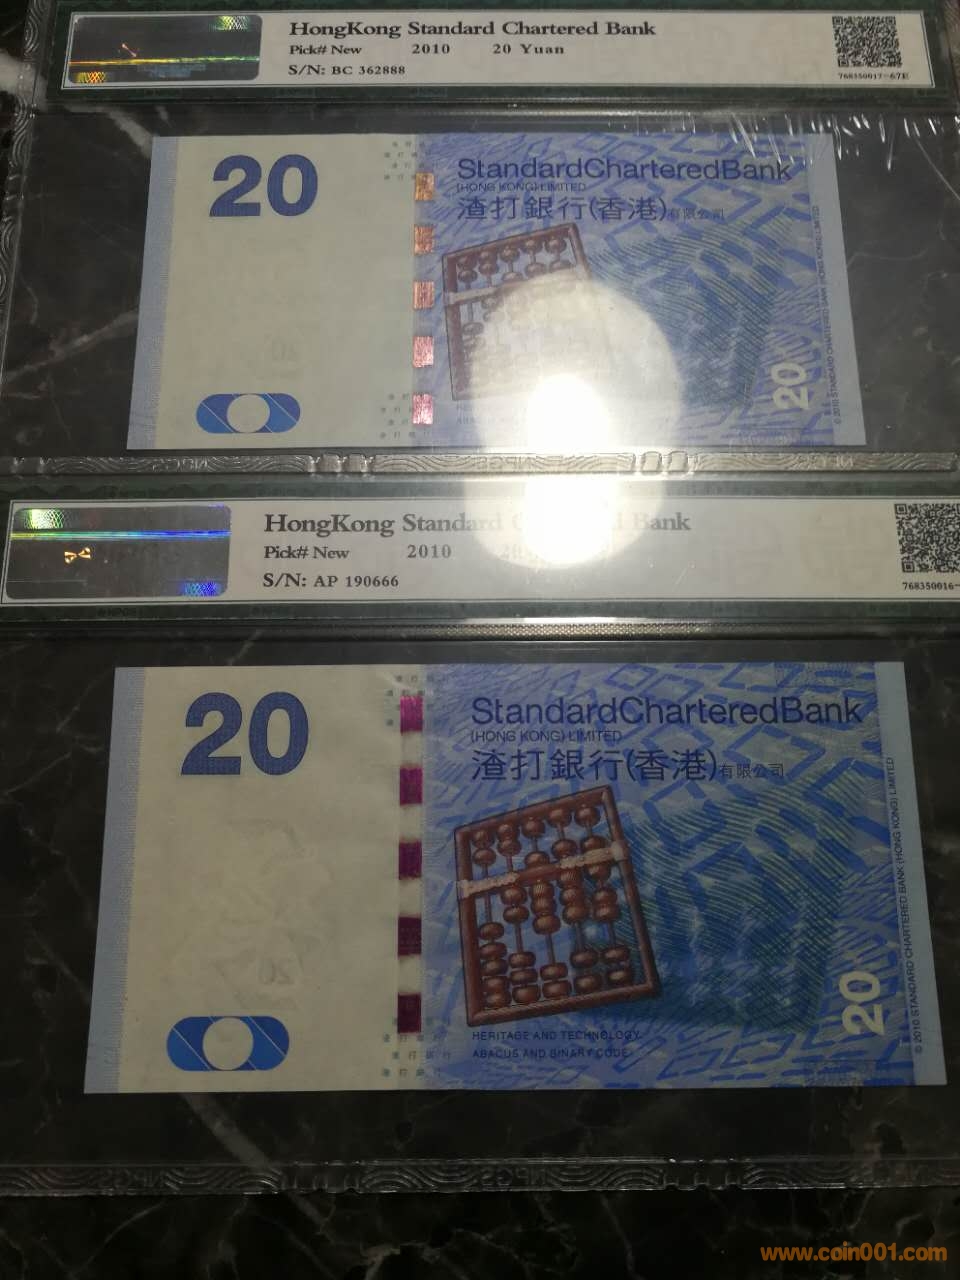 HongKong Standard Chartered Bank
Pick# New 2010 20 Yuan
S/N: BC 362888
768350017-67E
20
StandardCharteredBank
(HONG KONG) LIMITED
渣打銀行(香港)有限公司
20
© 2010 STANDARD CHARTERED BANK (HONG KONG) LIMITED
NPGS
HongKong Standard Bank
Pick# New 2010
S/N: AP 190666
768350016-
20
StandardCharteredBank
(HONG KONG) LIMITED
渣打銀行(香港)有限公司
HERITAGE AND TECHNOLOGY
ABACUS AND BINARY CODE
20
© 2010 STANDARD CHARTERED BANK (HONG KONG) LIMITED
NPGS
www.coin001.com